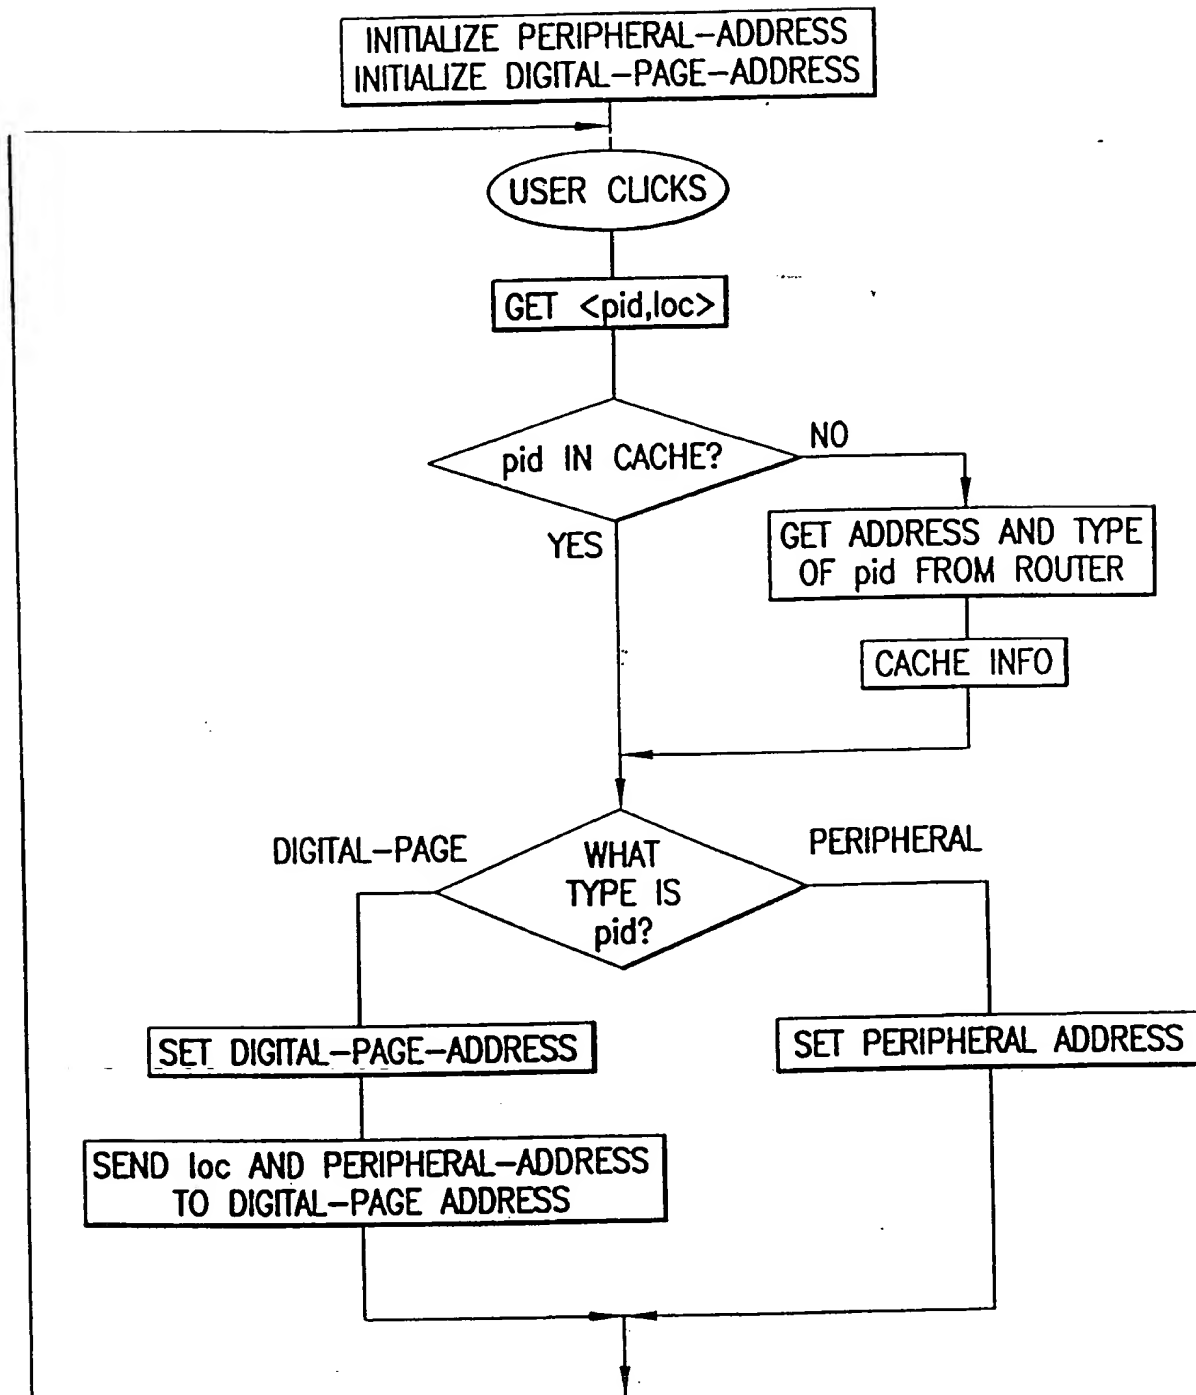 INITIALIZE PERIPHERAL-ADDRESS
INITIALIZE DIGITAL-PAGE-ADDRESS
USER CLICKS
GET <pid,loc>
pid IN CACHE?
NO
YES
GET ADDRESS AND TYPE
OF pid FROM ROUTER
CACHE INFO
DIGITAL-PAGE
WHAT
TYPE IS
pid?
PERIPHERAL
SET DIGITAL-PAGE-ADDRESS
SET PERIPHERAL ADDRESS
SEND loc AND PERIPHERAL-ADDRESS
TO DIGITAL-PAGE ADDRESS